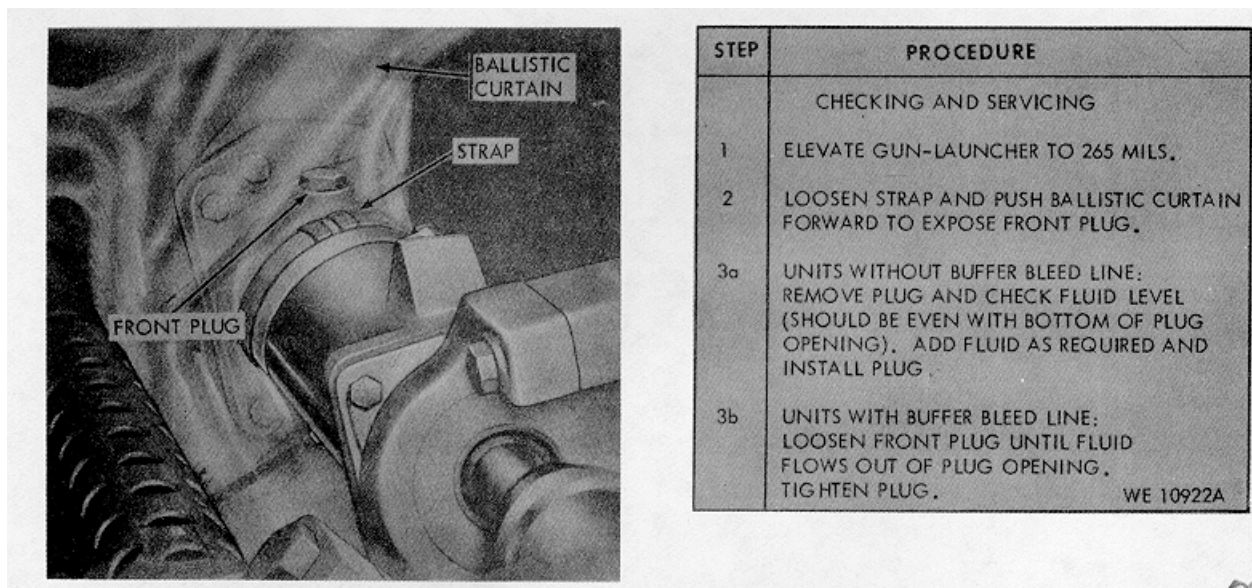 BALLISTIC
CURTAIN
STRAP
FRONT PLUG
STEP PROCEDURE
CHECKING AND SERVICING
1 ELEVATE GUN-LAUNCHER TO 265 MILS.
2 LOOSEN STRAP AND PUSH BALLISTIC CURTAIN
FORWARD TO EXPOSE FRONT PLUG.
3a UNITS WITHOUT BUFFER BLEED LINE:
REMOVE PLUG AND CHECK FLUID LEVEL
(SHOULD BE EVEN WITH BOTTOM OF PLUG
OPENING). ADD FLUID AS REQUIRED AND
INSTALL PLUG.
3b UNITS WITH BUFFER BLEED LINE:
LOOSEN FRONT PLUG UNTIL FLUID
FLOWS OUT OF PLUG OPENING.
TIGHTEN PLUG.
WE 10922A